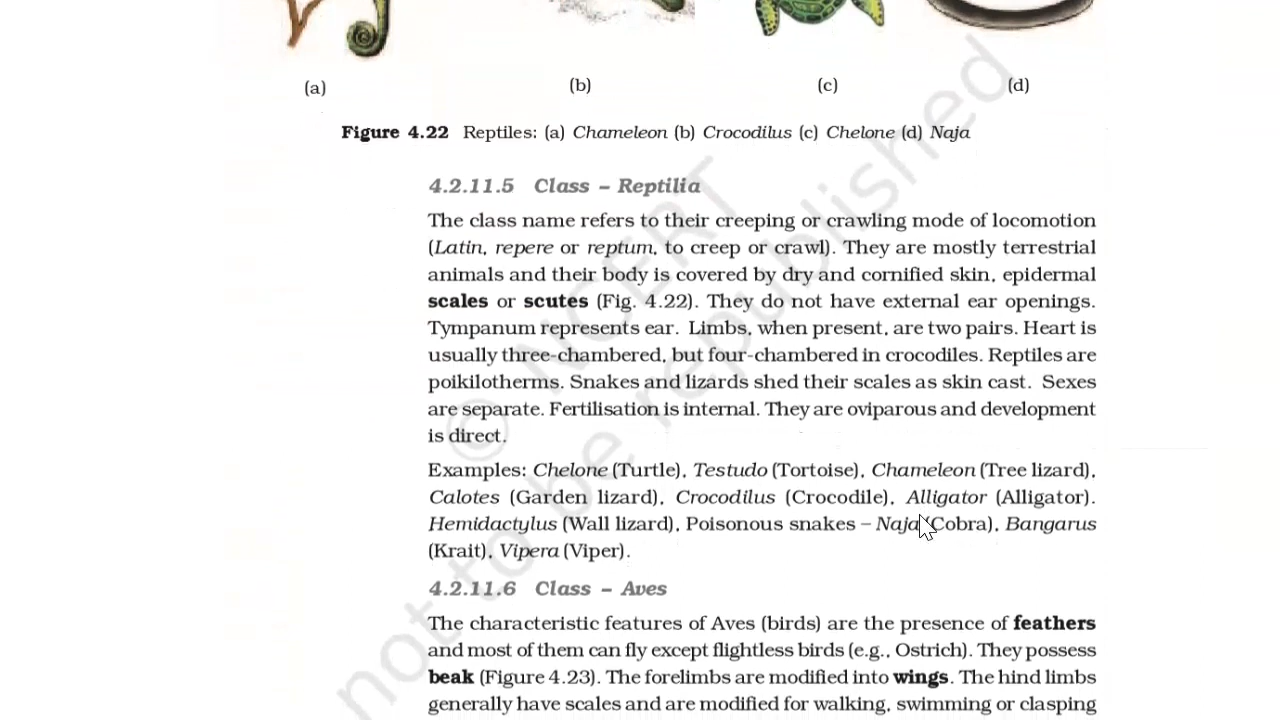 (a) (b) (c) (d)
Figure 4.22 Reptiles: (a) Chameleon (b) Crocodilus (c) Chelone (d) Naja
4.2.11.5 Class – Reptilia
The class name refers to their creeping or crawling mode of locomotion
(Latin, repere or reptum, to creep or crawl). They are mostly terrestrial
animals and their body is covered by dry and cornified skin, epidermal
scales or scutes (Fig. 4.22). They do not have external ear openings.
Tympanum represents ear. Limbs, when present, are two pairs. Heart is
usually three-chambered, but four-chambered in crocodiles. Reptiles are
poikilotherms. Snakes and lizards shed their scales as skin cast. Sexes
are separate. Fertilisation is internal. They are oviparous and development
is direct.
Examples: Chelone (Turtle), Testudo (Tortoise), Chameleon (Tree lizard),
Calotes (Garden lizard), Crocodilus (Crocodile), Alligator (Alligator).
Hemidactylus (Wall lizard), Poisonous snakes – Naja (Cobra), Bangarus
(Krait), Vipera (Viper).
4.2.11.6 Class – Aves
The characteristic features of Aves (birds) are the presence of feathers
and most of them can fly except flightless birds (e.g., Ostrich). They possess
beak (Figure 4.23). The forelimbs are modified into wings. The hind limbs
generally have scales and are modified for walking, swimming or clasping
© NCERT
not to be republished